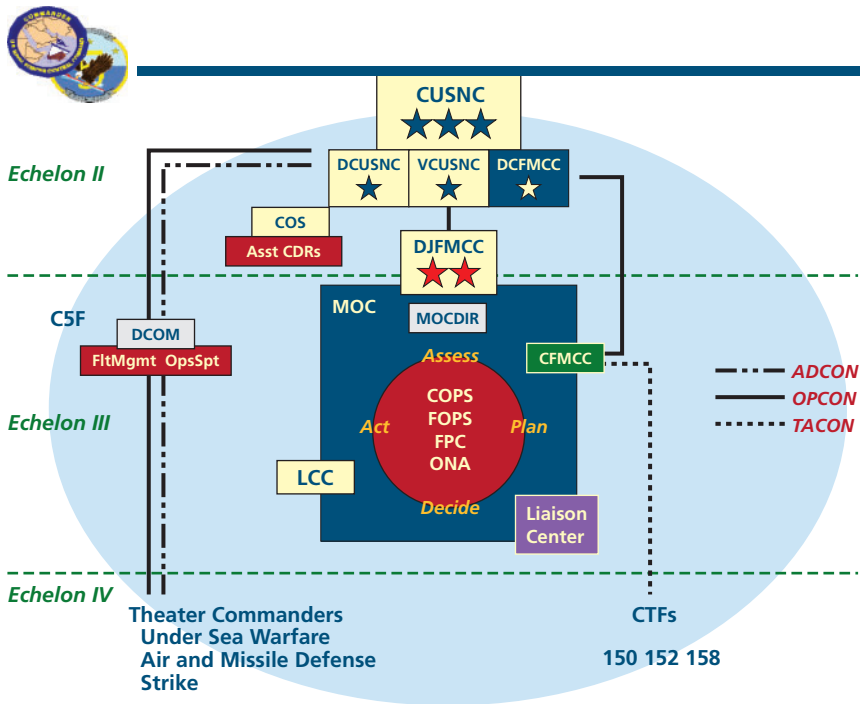 COMMANDER
CUSNC
DCUSNC VCUSNC DCFMCC
Echelon II
COS
Asst CDRs
DJFMCC
C5F
MOC
MOCDIR
DCOM
FltMgmt OpsSpt
Assess
CFMCC
ADCON
OPCON
TACON
Echelon III
COPS
FOPS
FPC
ONA
Act
Plan
LCC
Decide
Liaison
Center
Echelon IV
Theater Commanders
Under Sea Warfare
Air and Missile Defense
Strike
CTFs
150 152 158